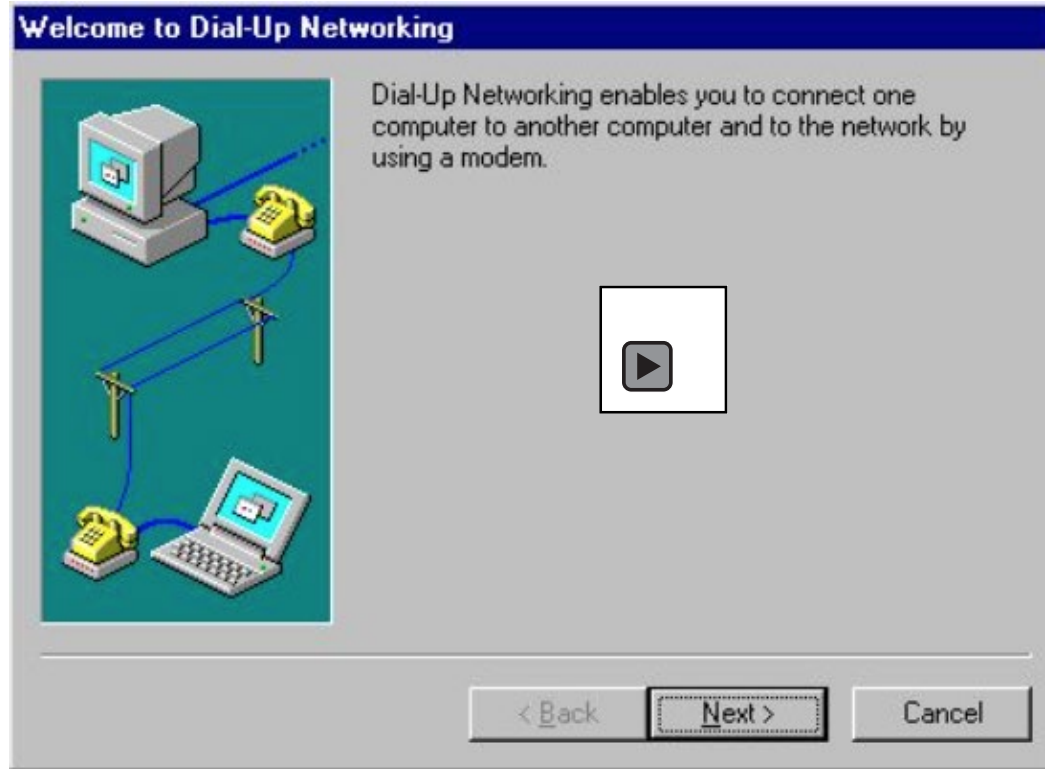 Welcome to Dial-Up Networking
Dial-Up Networking enables you to connect one
computer to another computer and to the network by
using a modem.
< Back
Next >
Cancel